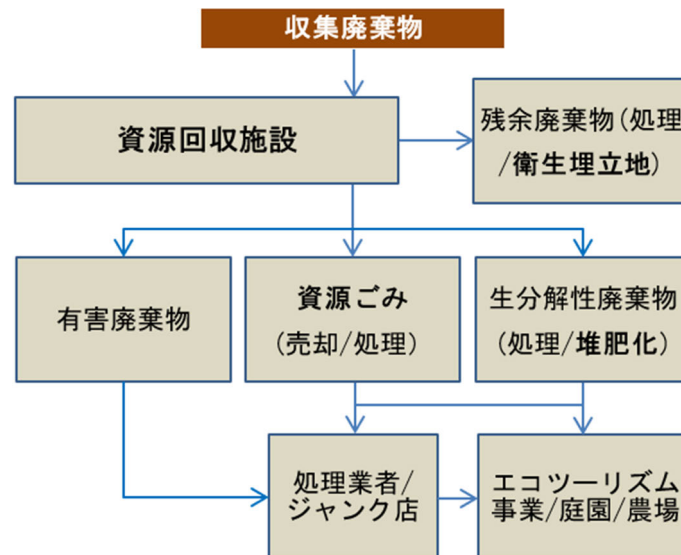 収集廃棄物
資源回収施設
残余廃棄物(処理
/衛生埋立地)
有害廃棄物
資源ごみ
(売却/処理)
生分解性廃棄物
(処理/堆肥化)
処理業者/
ジャンク店
エコツーリズム
事業/庭園/農場